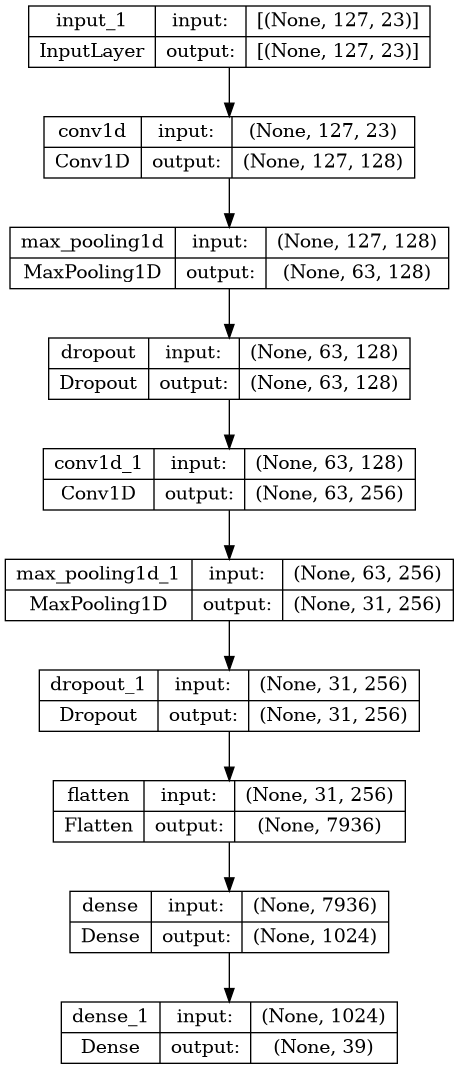 input_1 input: [(None, 127, 23)]
InputLayer output: [(None, 127, 23)]
conv1d input: (None, 127, 23)
Conv1D output: (None, 127, 128)
max_pooling1d input: (None, 127, 128)
MaxPooling1D output: (None, 63, 128)
dropout input: (None, 63, 128)
Dropout output: (None, 63, 128)
conv1d_1 input: (None, 63, 128)
Conv1D output: (None, 63, 256)
max_pooling1d_1 input: (None, 63, 256)
MaxPooling1D output: (None, 31, 256)
dropout_1 input: (None, 31, 256)
Dropout output: (None, 31, 256)
flatten input: (None, 31, 256)
Flatten output: (None, 7936)
dense input: (None, 7936)
Dense output: (None, 1024)
dense_1 input: (None, 1024)
Dense output: (None, 39)